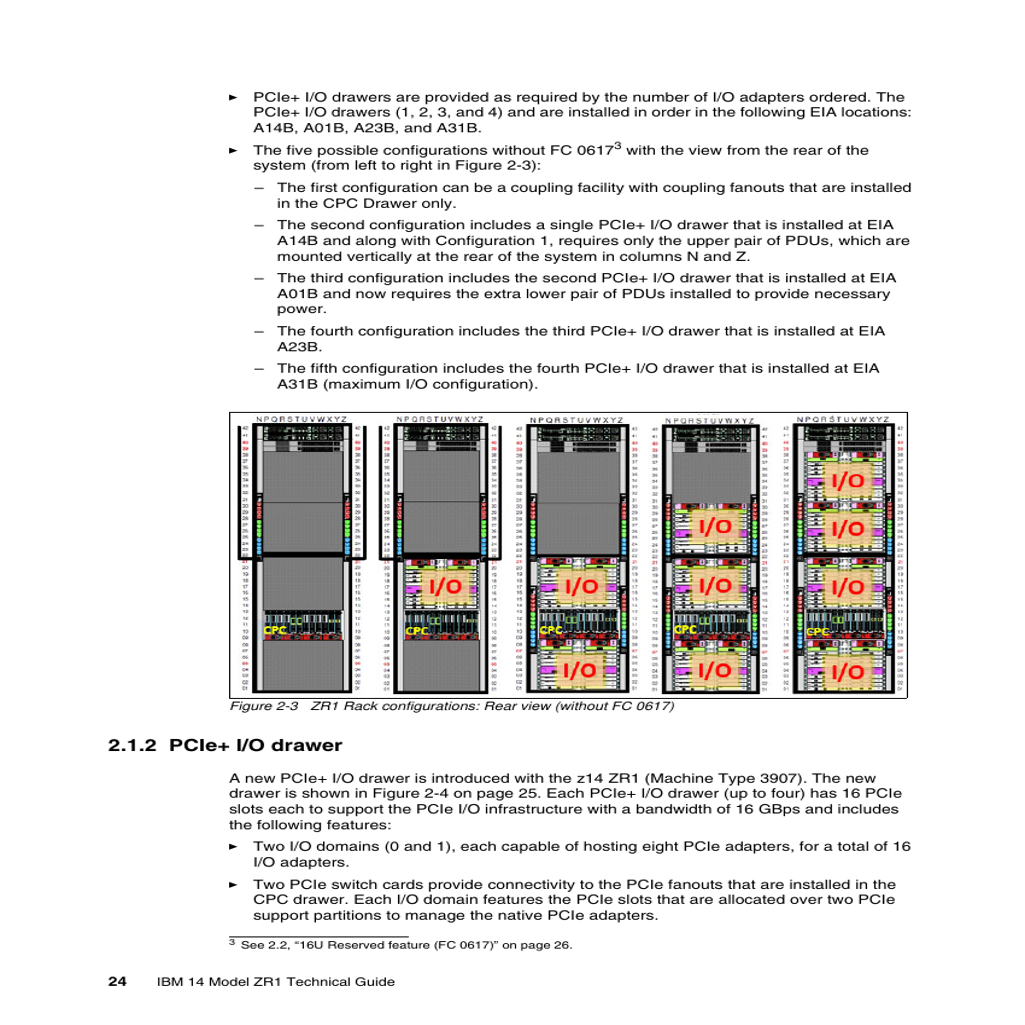 ► PCIe+ I/O drawers are provided as required by the number of I/O adapters ordered. The
PCIe+ I/O drawers (1, 2, 3, and 4) and are installed in order in the following EIA locations:
A14B, A01B, A23B, and A31B.
► The five possible configurations without FC 0617³ with the view from the rear of the
system (from left to right in Figure 2-3):
– The first configuration can be a coupling facility with coupling fanouts that are installed
in the CPC Drawer only.
– The second configuration includes a single PCIe+ I/O drawer that is installed at EIA
A14B and along with Configuration 1, requires only the upper pair of PDUs, which are
mounted vertically at the rear of the system in columns N and Z.
– The third configuration includes the second PCIe+ I/O drawer that is installed at EIA
A01B and now requires the extra lower pair of PDUs installed to provide necessary
power.
– The fourth configuration includes the third PCIe+ I/O drawer that is installed at EIA
A23B.
– The fifth configuration includes the fourth PCIe+ I/O drawer that is installed at EIA
A31B (maximum I/O configuration).
NPQRSTUVWXYZ NPQRSTUVWXYZ NPQRSTUVWXYZ NPQRSTUVWXYZ NPQRSTUVWXYZ
I/O
I/O I/O
I/O I/O I/O I/O
CPC CPC CPC CPC CPC
I/O I/O I/O
Figure 2-3 ZR1 Rack configurations: Rear view (without FC 0617)
2.1.2 PCIe+ I/O drawer
A new PCIe+ I/O drawer is introduced with the z14 ZR1 (Machine Type 3907). The new
drawer is shown in Figure 2-4 on page 25. Each PCIe+ I/O drawer (up to four) has 16 PCIe
slots each to support the PCIe I/O infrastructure with a bandwidth of 16 GBps and includes
the following features:
► Two I/O domains (0 and 1), each capable of hosting eight PCIe adapters, for a total of 16
I/O adapters.
► Two PCIe switch cards provide connectivity to the PCIe fanouts that are installed in the
CPC drawer. Each I/O domain features the PCIe slots that are allocated over two PCIe
support partitions to manage the native PCIe adapters.
³ See 2.2, “16U Reserved feature (FC 0617)” on page 26.
24 IBM 14 Model ZR1 Technical Guide